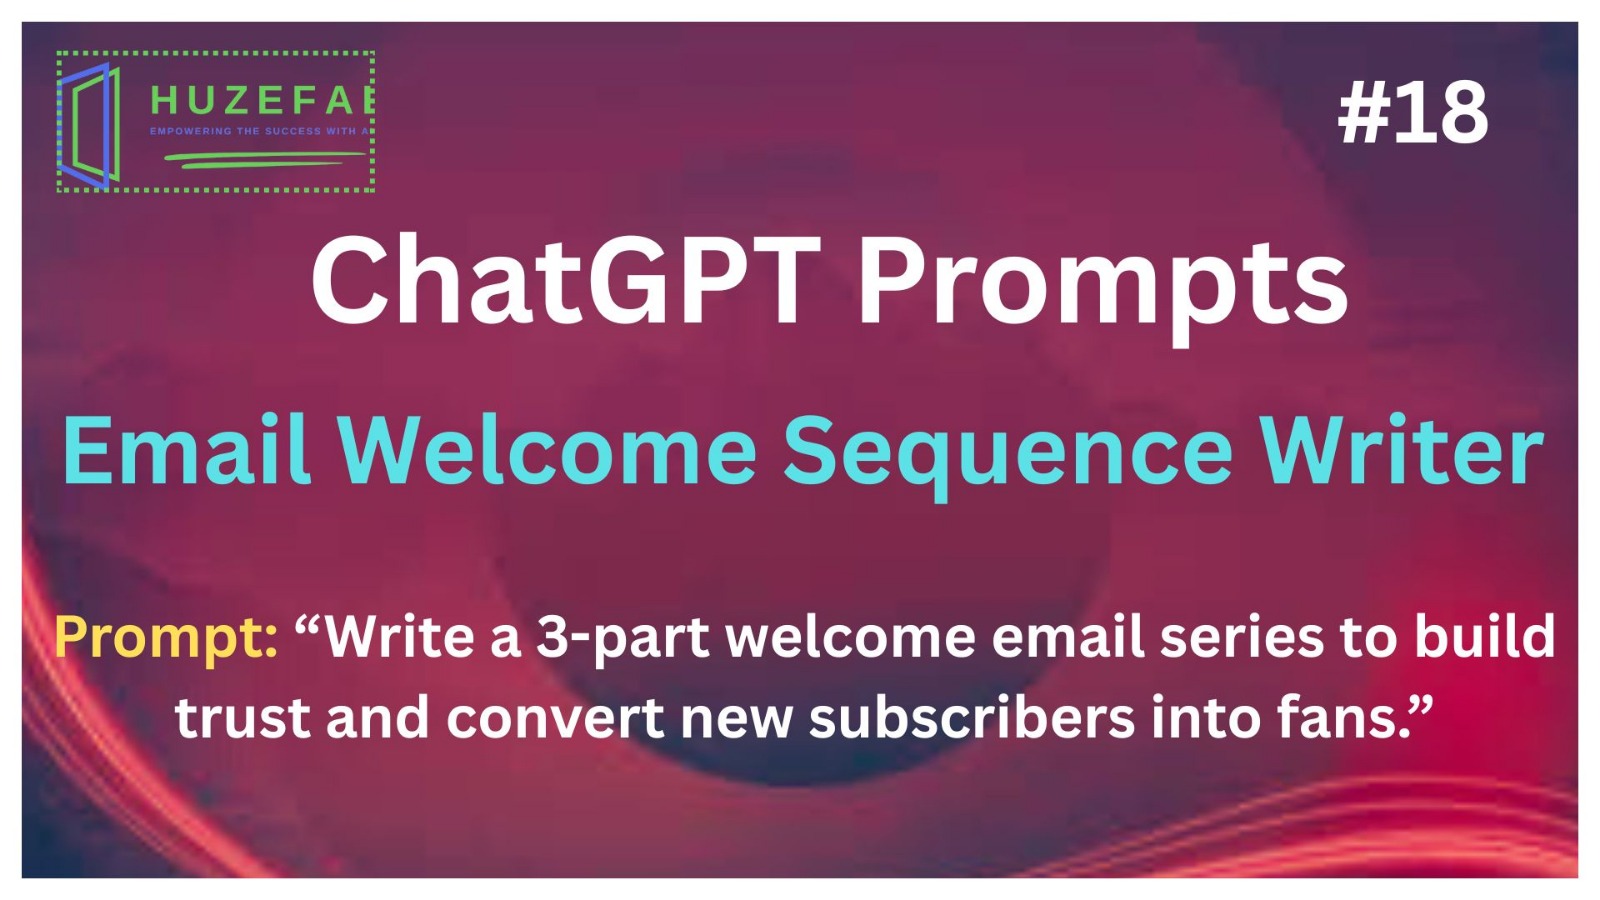 HUZEFA
EMPOWERING THE SUCCESS WITH
#18
ChatGPT Prompts
Email Welcome Sequence Writer
Prompt: “Write a 3-part welcome email series to build
trust and convert new subscribers into fans.”